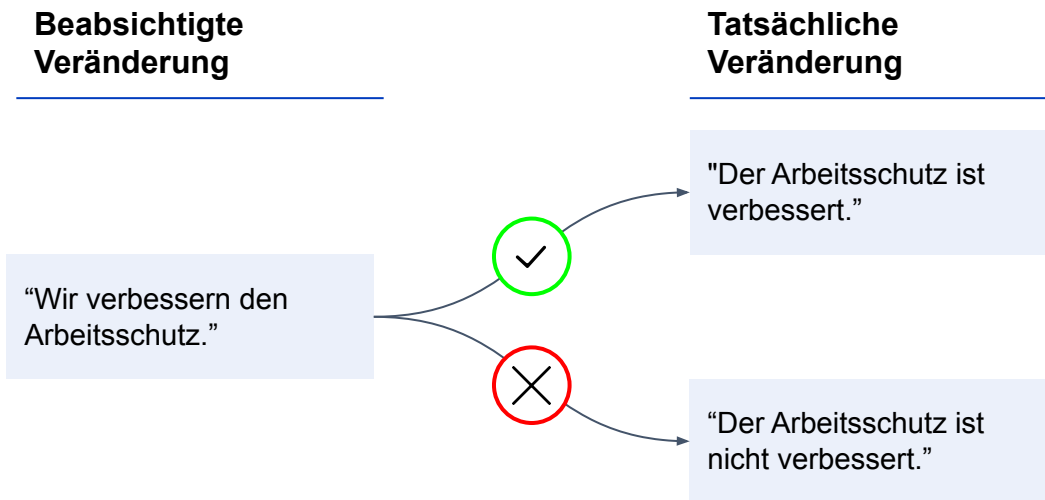 Beabsichtigte
Veränderung
Tatsächliche
Veränderung
"Der Arbeitsschutz ist
verbessert.”
“Wir verbessern den
Arbeitsschutz.”
“Der Arbeitsschutz ist
nicht verbessert.”